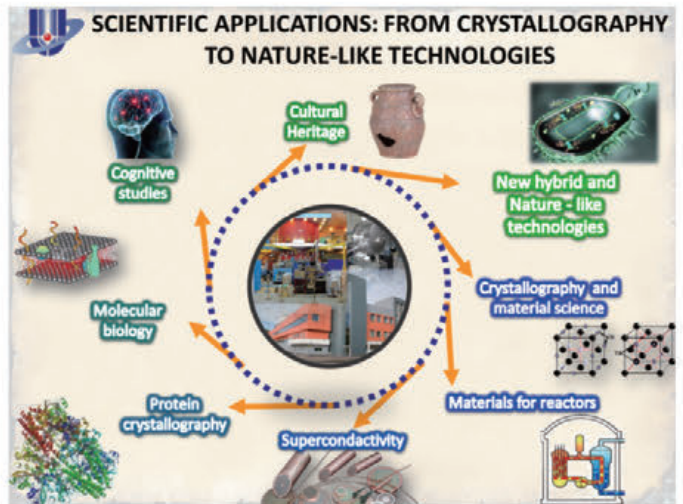 SCIENTIFIC APPLICATIONS: FROM CRYSTALLOGRAPHY
TO NATURE-LIKE TECHNOLOGIES
Cultural
Heritage
Cognitive
studies
New hybrid and
Nature - like
technologies
Crystallography and
material science
Molecular
biology
Materials for reactors
Protein
crystallography
Supercondactivity